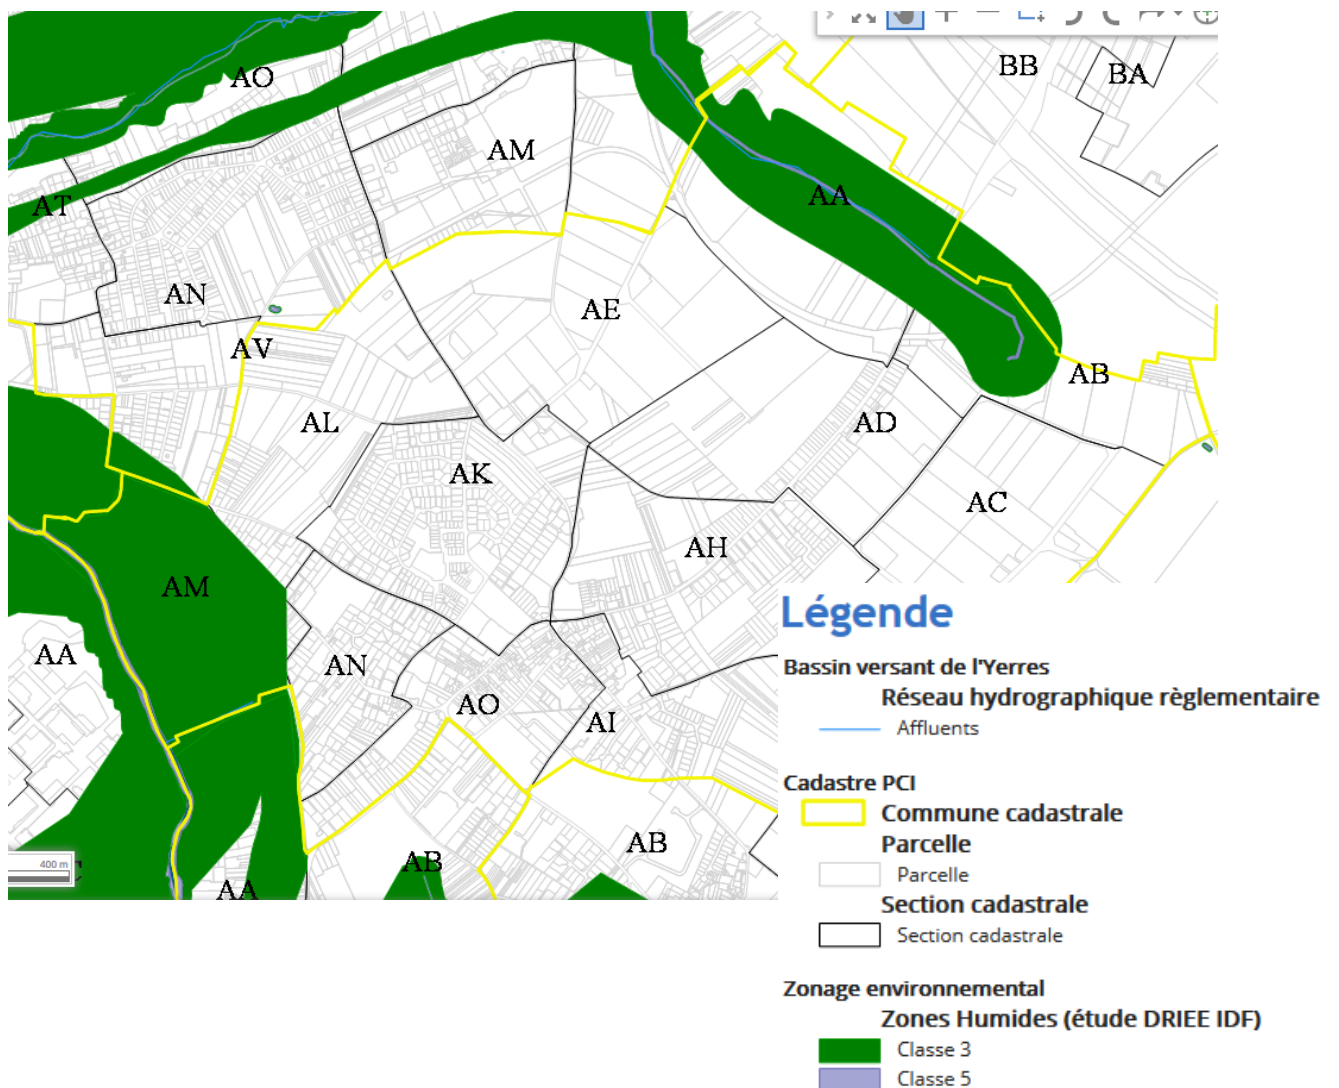 AO
BB
BA
AM
AT
AA
AN
AE
AV
AB
AL
AD
AK
AC
AH
AM
AA
AN
AO
AI
AB
AB
400 m
AA
Légende
Bassin versant de l'Yerres
Réseau hydrographique règlementaire
Affluents
Cadastre PCI
Commune cadastrale
Parcelle
Parcelle
Section cadastrale
Section cadastrale
Zonage environnemental
Zones Humides (étude DRIEE IDF)
Classe 3
Classe 5